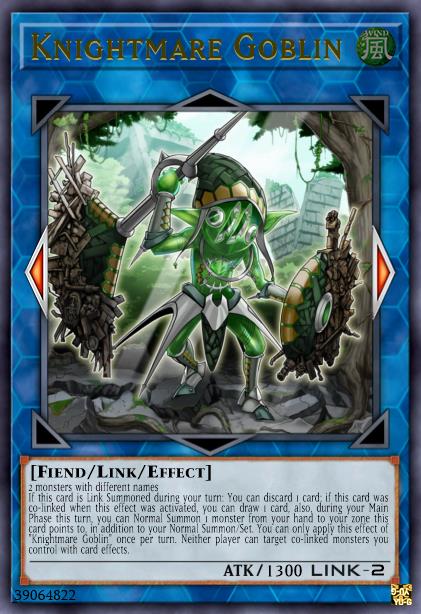 Knightmare Goblin
WIND
風
[Fiend/Link/Effect]
2 monsters with different names
If this card is Link Summoned during your turn: You can discard 1 card; if this card was
co-linked when this effect was activated, you can draw 1 card, also, during your Main
Phase this turn, you can Normal Summon 1 monster from your hand to your zone this
card points to, in addition to your Normal Summon/Set. You can only apply this effect of
"Knightmare Goblin" once per turn. Neither player can target co-linked monsters you
control with card effects.
ATK/1300 LINK-2
39064822